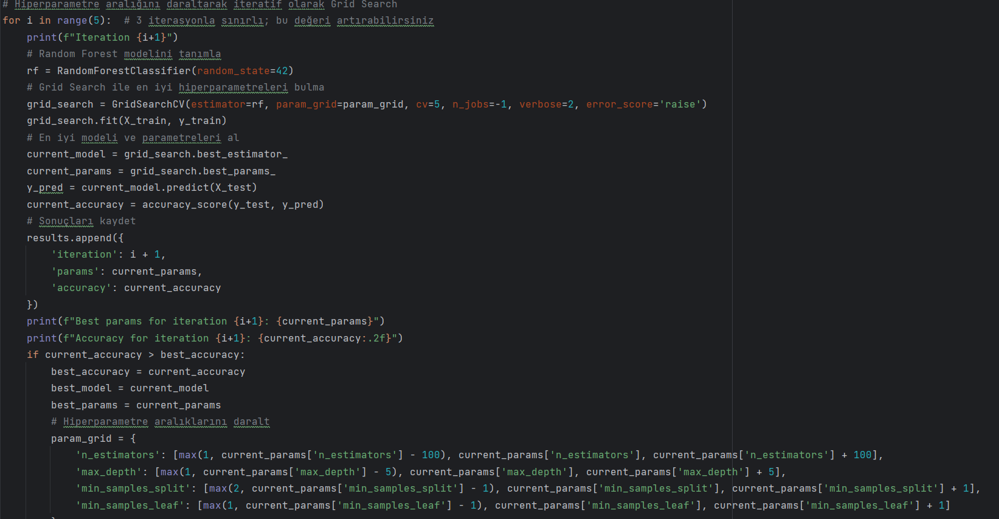 # Hiperparametre aralığını daraltarak iteratif olarak Grid Search
for i in range(5):  # 3 iterasyonla sınırlı; bu değeri artırabilirsiniz
    print(f"Iteration {i+1}")
    # Random Forest modelini tanımla
    rf = RandomForestClassifier(random_state=42)
    # Grid Search ile en iyi hiperparametreleri bulma
    grid_search = GridSearchCV(estimator=rf, param_grid=param_grid, cv=5, n_jobs=-1, verbose=2, error_score='raise')
    grid_search.fit(X_train, y_train)
    # En iyi modeli ve parametreleri al
    current_model = grid_search.best_estimator_
    current_params = grid_search.best_params_
    y_pred = current_model.predict(X_test)
    current_accuracy = accuracy_score(y_test, y_pred)
    # Sonuçları kaydet
    results.append({
        'iteration': i + 1,
        'params': current_params,
        'accuracy': current_accuracy
    })
    print(f"Best params for iteration {i+1}: {current_params}")
    print(f"Accuracy for iteration {i+1}: {current_accuracy:.2f}")
    if current_accuracy > best_accuracy:
        best_accuracy = current_accuracy
        best_model = current_model
        best_params = current_params
        # Hiperparametre aralıklarını daralt
        param_grid = {
            'n_estimators': [max(1, current_params['n_estimators'] - 100), current_params['n_estimators'], current_params['n_estimators'] + 100],
            'max_depth': [max(1, current_params['max_depth'] - 5), current_params['max_depth'], current_params['max_depth'] + 5],
            'min_samples_split': [max(2, current_params['min_samples_split'] - 1), current_params['min_samples_split'], current_params['min_samples_split'] + 1],
            'min_samples_leaf': [max(1, current_params['min_samples_leaf'] - 1), current_params['min_samples_leaf'], current_params['min_samples_leaf'] + 1]